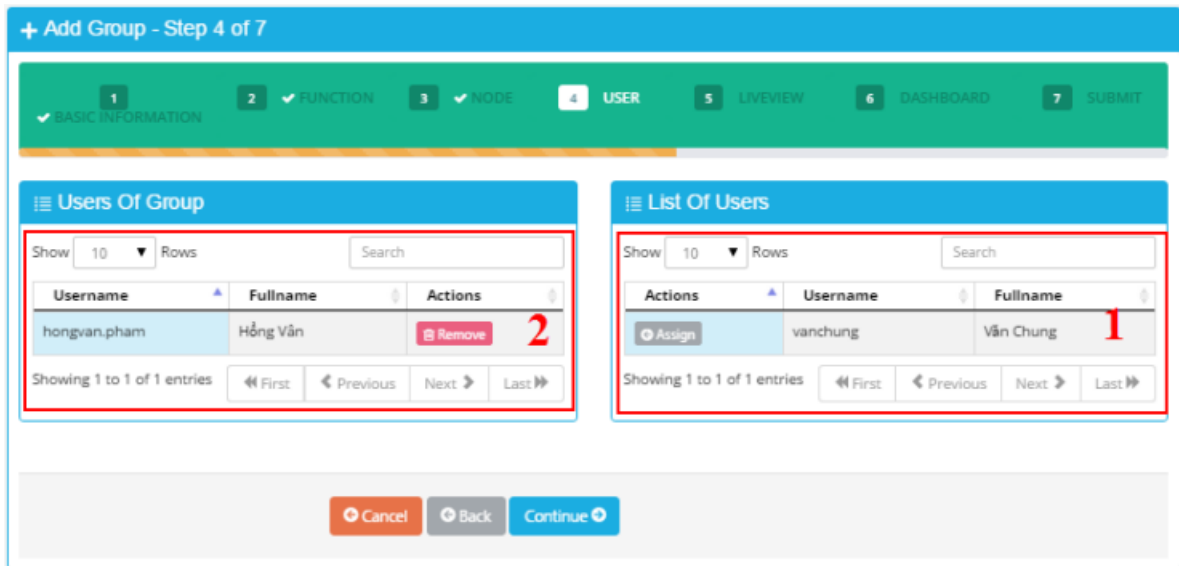 Add Group - Step 4 of 7
1 BASIC INFORMATION
2 FUNCTION
3 NODE
4 USER
5 LIVEVIEW
6 DASHBOARD
7 SUBMIT
Users Of Group
Show 10 Rows Search
Username Fullname Actions
hongvan.pham Hồng Vân Remove 2
Showing 1 to 1 of 1 entries First Previous Next Last
List Of Users
Show 10 Rows Search
Actions Username Fullname
Assign vanchung Văn Chung 1
Showing 1 to 1 of 1 entries First Previous Next Last
Cancel Back Continue